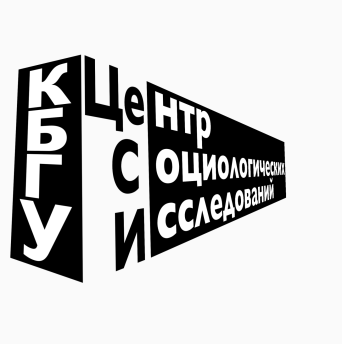 КБГУ
Центр
Социологических
Исследований